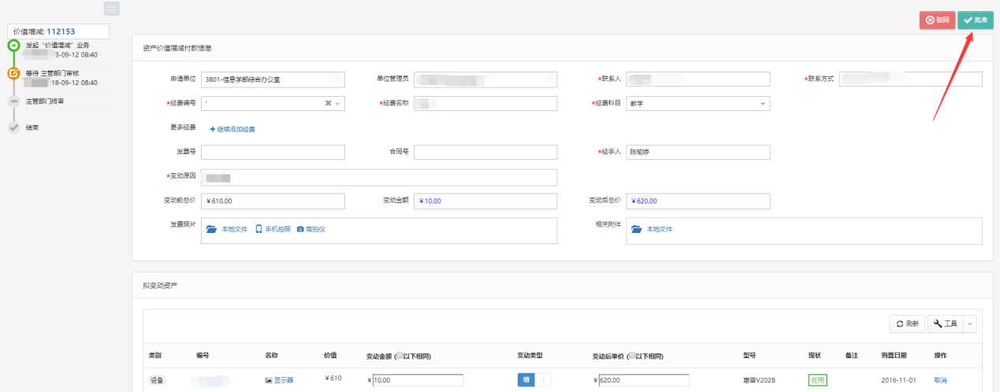 驳回 批准
价值增减: 112153
发起 "价值增减" 业务
3-09-12 08:40
等待 主管部门审核
18-09-12 08:40
主管部门终审
结束
资产价值增减付款信息
申请单位 3801-信息学部综合办公室 单位管理员 *联系人 *联系方式
*经费编号 *经费名称 *经费科目 教学
更多经费 +继续添加经费
发票号 合同号 *经手人 陈瑜婷
*变动原因
变动前总价 ¥610.00 变动金额 ¥10.00 变动后总价 ¥620.00
发票照片 本地文件 手机拍照 高拍仪 相关附件 本地文件
拟变动资产
刷新 工具
类别 编号 名称 价值 变动金额 (以下相同) 变动类型 变动后单价 (以下相同) 型号 现状 备注 购置日期 操作
设备 显示器 ¥610 ¥10.00 增 ¥620.00 惠普V202B 在用 2016-11-01 取消